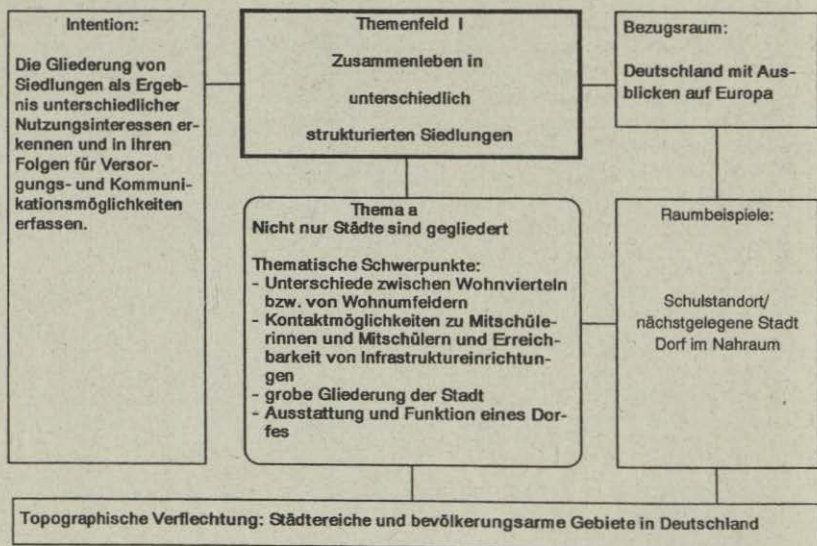 Intention:
Die Gliederung von
Siedlungen als Ergeb-
nis unterschiedlicher
Nutzungsinteressen er-
kennen und in Ihren
Folgen für Versor-
gungs- und Kommuni-
kationsmöglichkeiten
erfassen.
Themenfeld I
Zusammenleben in
unterschiedlich
strukturierten Siedlungen
Bezugsraum:
Deutschland mit Aus-
blicken auf Europa
Thema a
Nicht nur Städte sind gegliedert
Thematische Schwerpunkte:
- Unterschiede zwischen Wohnvierteln
bzw. von Wohnumfeldern
- Kontaktmöglichkeiten zu Mitschüle-
rinnen und Mitschülern und Erreich-
barkeit von Infrastruktureinrichtun-
gen
- grobe Gliederung der Stadt
- Ausstattung und Funktion eines Dor-
fes
Raumbeispiele:
Schulstandort/
nächstgelegene Stadt
Dorf im Nahraum
Topographische Verflechtung: Städtereiche und bevölkerungsarme Gebiete in Deutschland